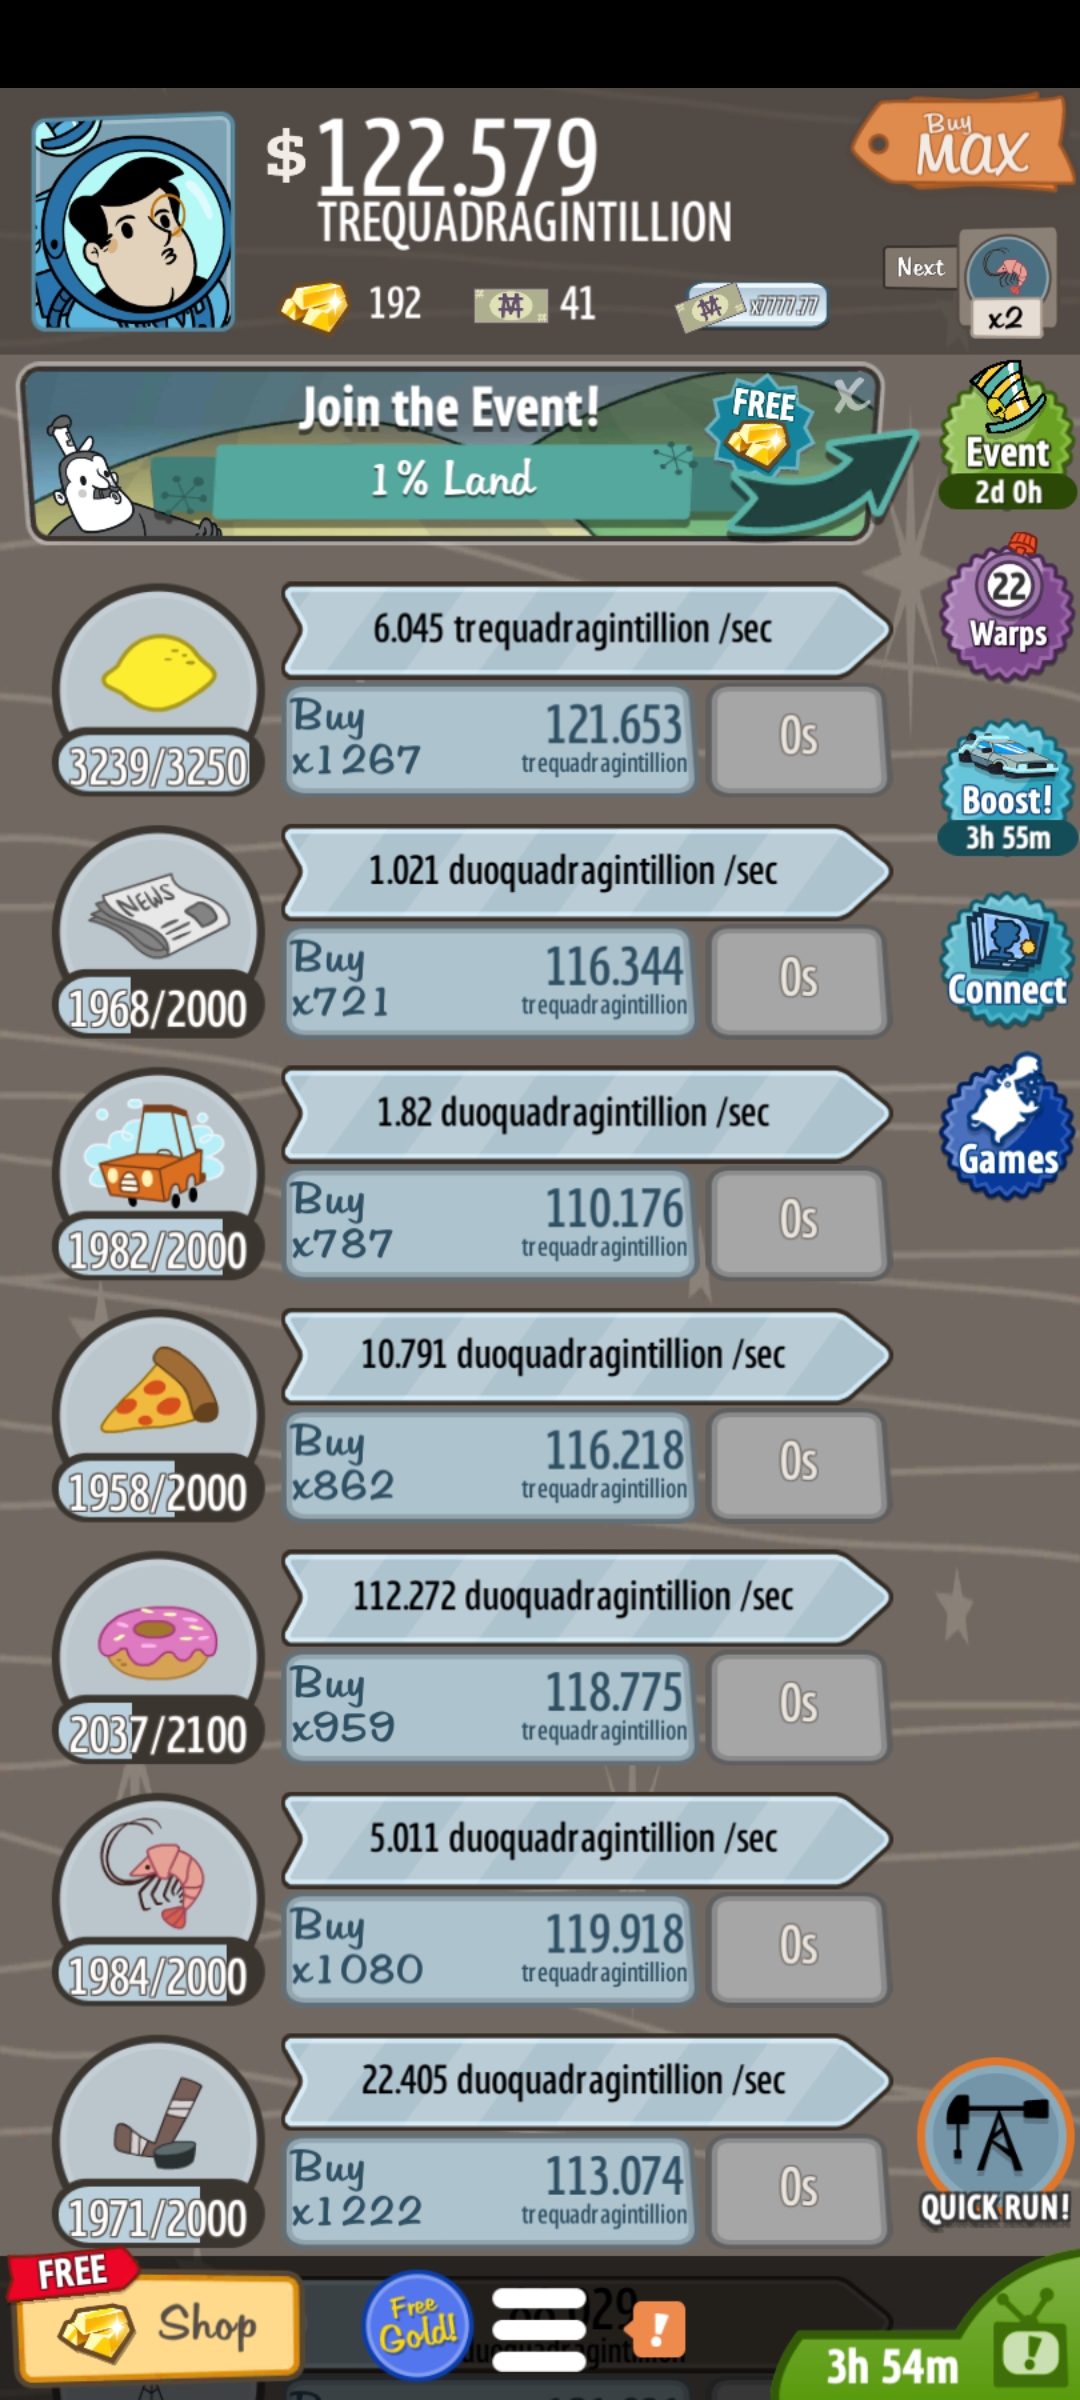 $122.579
TREQUADRAGINTILLION
Buy
MAX
192
41
x7777.77
Next
x2
Join the Event!
FREE
X
1% Land
Event
2d 0h
6.045 trequadragintillion /sec
22
Warps
Buy
x1267
121.653
trequadragintillion
0s
3239/3250
Boost!
3h 55m
1.021 duoquadragintillion /sec
NEWS
Buy
x721
116.344
trequadragintillion
0s
1968/2000
Connect
1.82 duoquadragintillion /sec
Games
Buy
x787
110.176
trequadragintillion
0s
1982/2000
10.791 duoquadragintillion /sec
Buy
x862
116.218
trequadragintillion
0s
1958/2000
112.272 duoquadragintillion /sec
Buy
x959
118.775
trequadragintillion
0s
2037/2100
5.011 duoquadragintillion /sec
Buy
x1080
119.918
trequadragintillion
0s
1984/2000
22.405 duoquadragintillion /sec
Buy
x1222
113.074
trequadragintillion
0s
1971/2000
QUICK RUN!
FREE
Shop
Free
Gold!
!
!
3h 54m